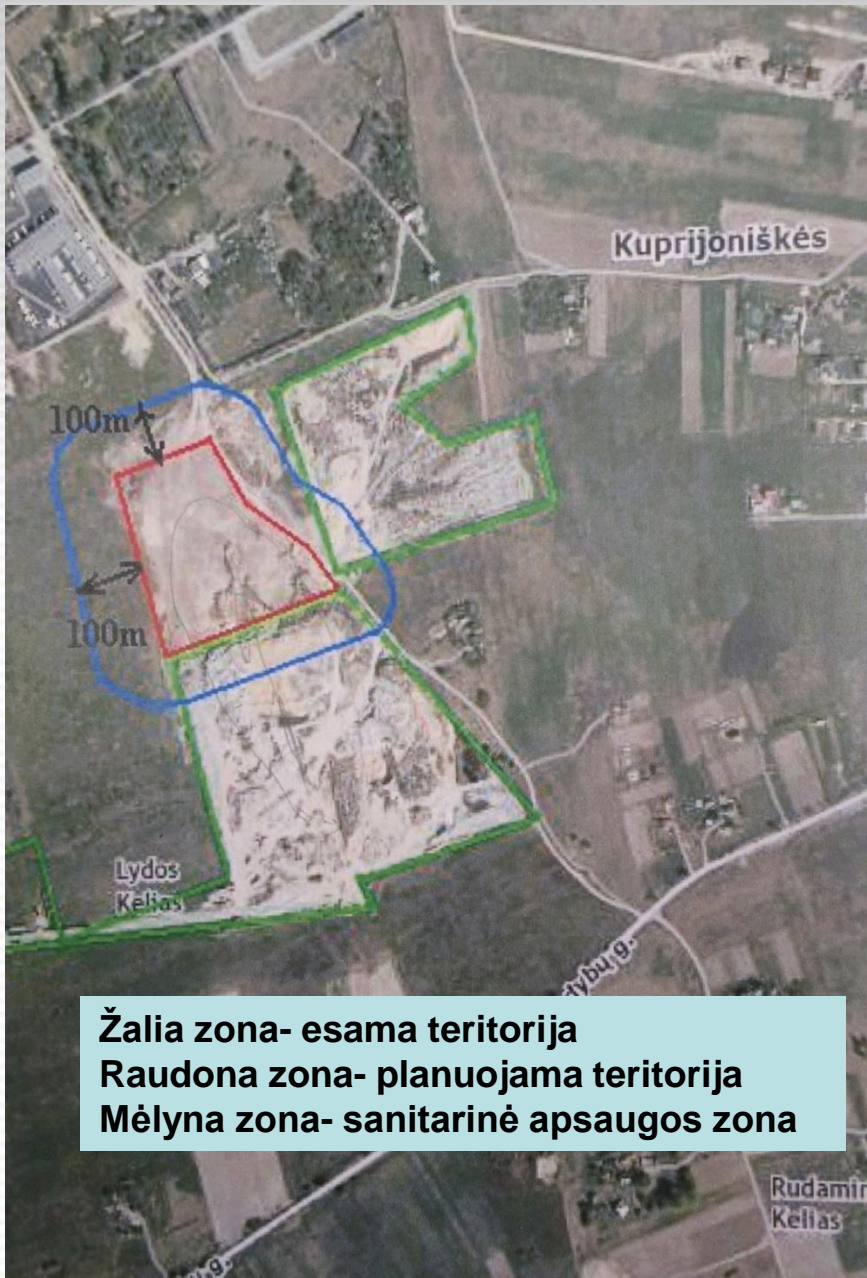 Kuprijoniškės
100m
100m
Lydos
Kelias
Žalia zona- esama teritorija
Raudona zona- planuojama teritorija
Mėlyna zona- sanitarinė apsaugos zona
Kelias